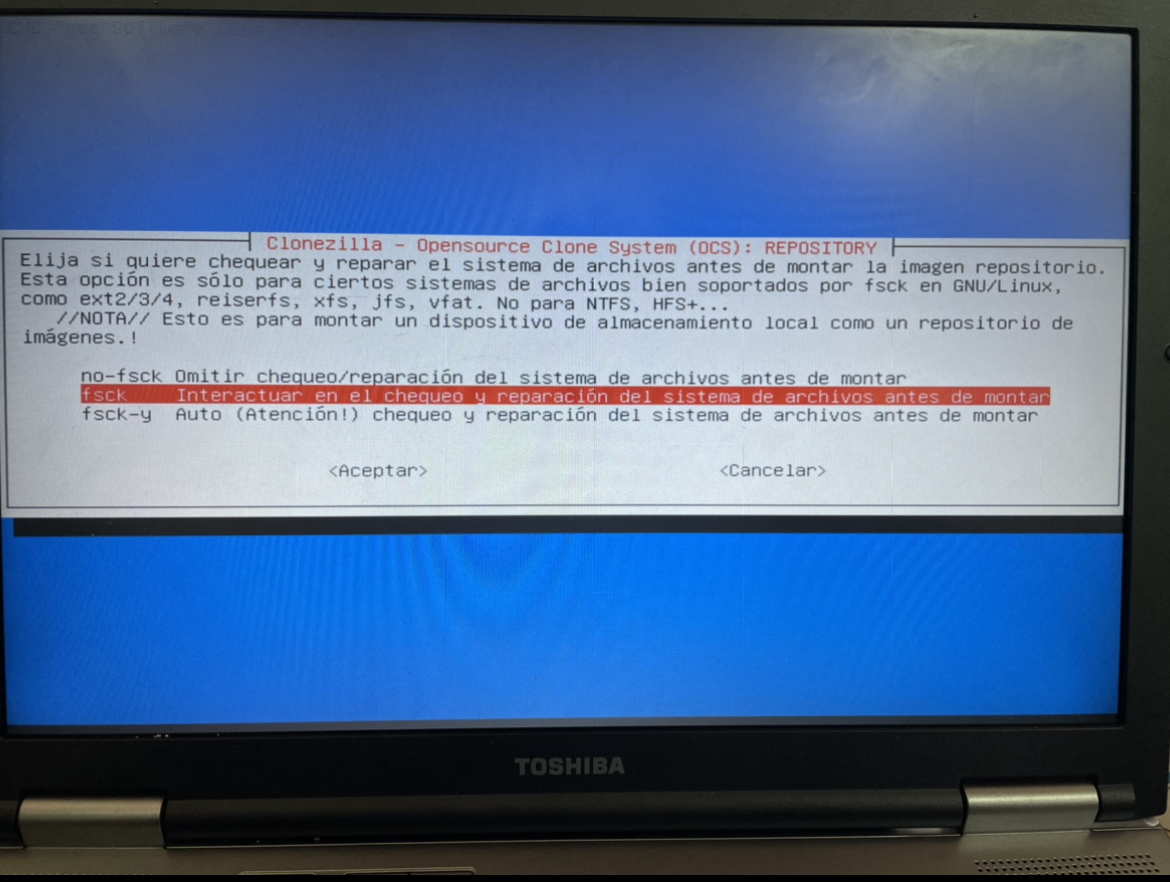 Clonezilla - Opensource Clone System (OCS): REPOSITORY
Elija si quiere chequear y reparar el sistema de archivos antes de montar la imagen repositorio.
Esta opción es sólo para ciertos sistemas de archivos bien soportados por fsck en GNU/Linux,
como ext2/3/4, reiserfs, xfs, jfs, vfat. No para NTFS, HFS+...
//NOTA// Esto es para montar un dispositivo de almacenamiento local como un repositorio de
imágenes.!
no-fsck Omitir chequeo/reparación del sistema de archivos antes de montar
fsck Interactuar en el chequeo y reparación del sistema de archivos antes de montar
fsck-y Auto (Atención!) chequeo y reparación del sistema de archivos antes de montar
<Aceptar> <Cancelar>
TOSHIBA